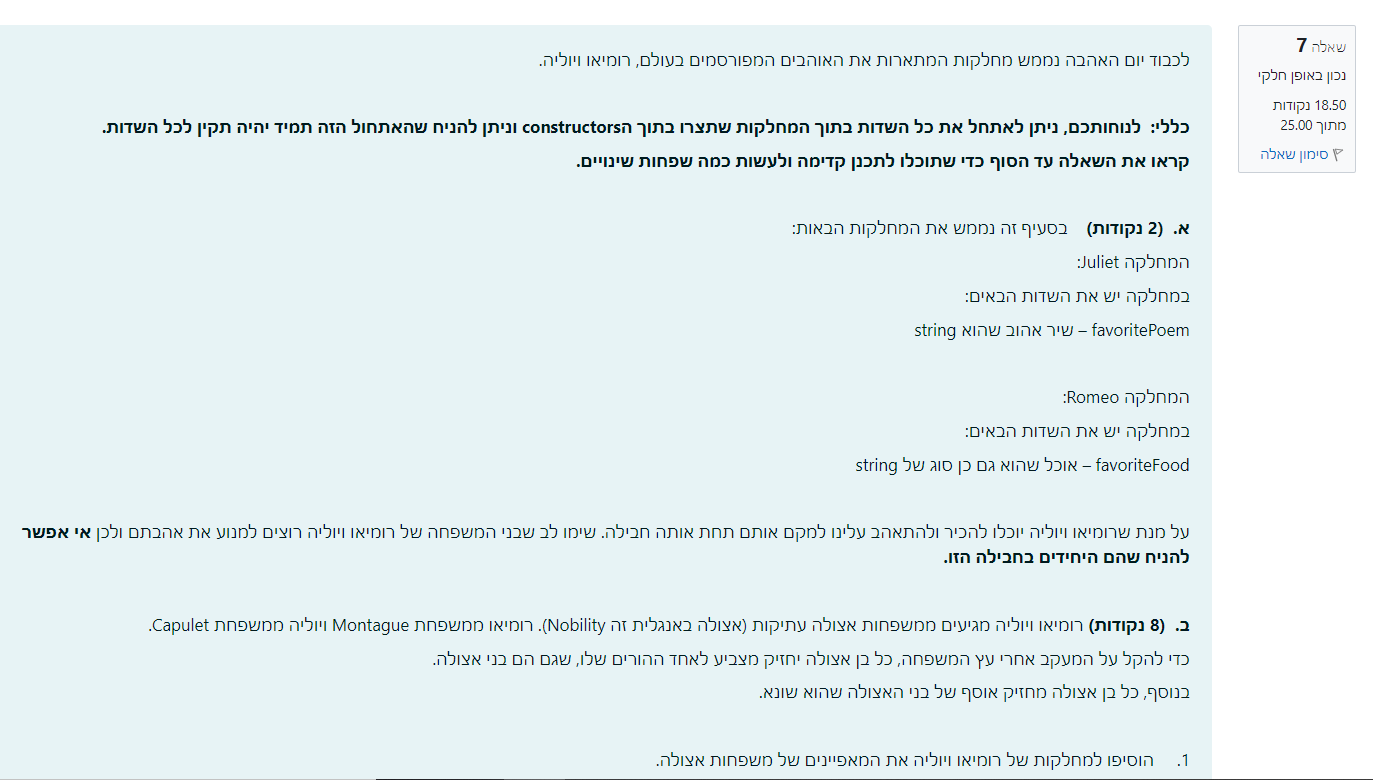 שאלה 7
נכון באופן חלקי
18.50 נקודות
מתוך 25.00
סימון שאלה
לכבוד יום האהבה נממש מחלקות המתארות את האוהבים המפורסמים בעולם, רומיאו ויוליה.
כללי: לנוחותכם, ניתן לאתחל את כל השדות בתוך המחלקות שתצרו בתוך הconstructors וניתן להניח שהאתחול הזה תמיד יהיה תקין לכל השדות.
קראו את השאלה עד הסוף כדי שתוכלו לתכנן קדימה ולעשות כמה שפחות שינויים.
א. (2 נקודות) בסעיף זה נממש את המחלקות הבאות:
המחלקה Juliet:
במחלקה יש את השדות הבאים:
favoritePoem – שיר אהוב שהוא string
המחלקה Romeo:
במחלקה יש את השדות הבאים:
favoriteFood – אוכל שהוא גם כן סוג של string
על מנת שרומיאו ויוליה יוכלו להכיר ולהתאהב עלינו למקם אותם תחת אותה חבילה. שימו לב שבני המשפחה של רומיאו ויוליה רוצים למנוע את אהבתם ולכן אי אפשר
להניח שהם היחידים בחבילה הזו.
ב. (8 נקודות) רומיאו ויוליה מגיעים ממשפחות אצולה עתיקות (אצולה באנגלית זה Nobility). רומיאו ממשפחת Montague ויוליה ממשפחת Capulet.
כדי להקל על המעקב אחרי עץ המשפחה, כל בן אצולה יחזיק מצביע לאחד ההורים שלו, שגם הם בני אצולה.
בנוסף, כל בן אצולה מחזיק אוסף של בני האצולה שהוא שונא.
1. הוסיפו למחלקות של רומיאו ויוליה את המאפיינים של משפחות אצולה.